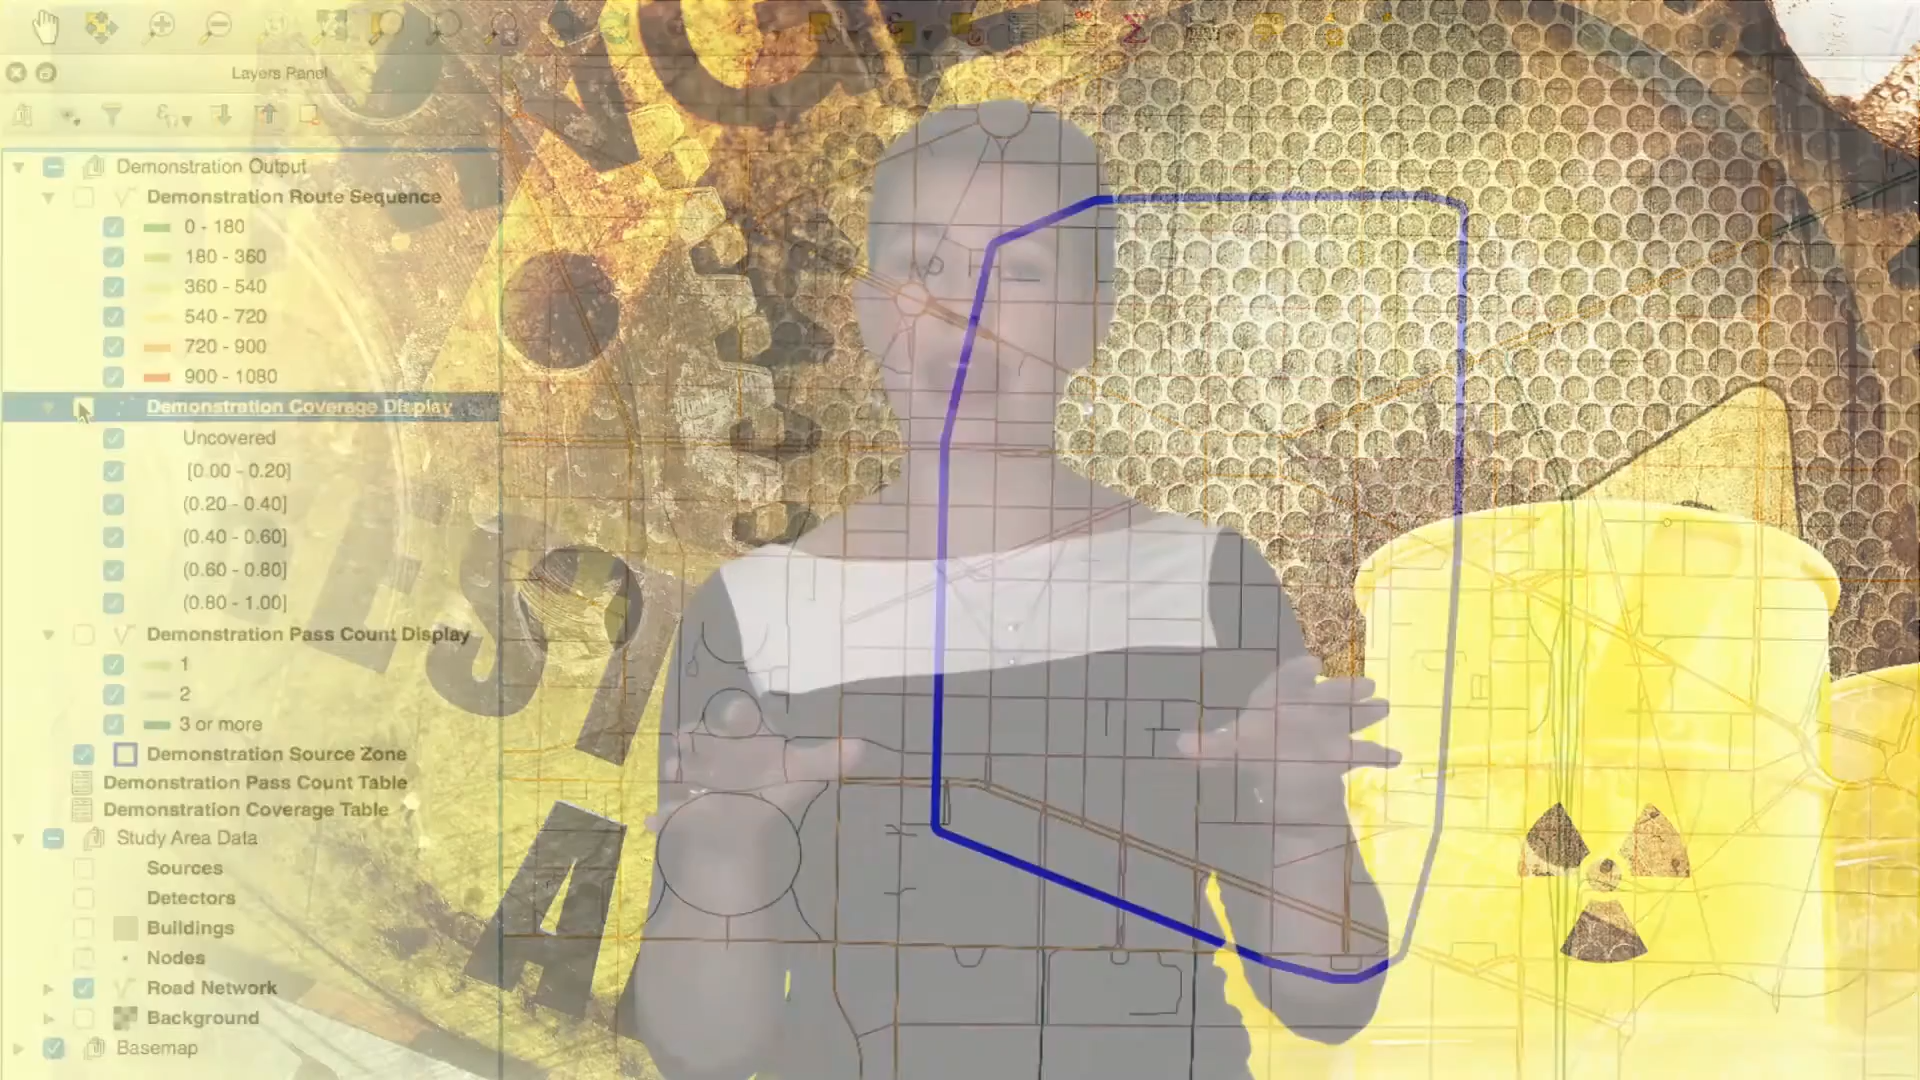 Layers Panel
Demonstration Output
Demonstration Route Sequence
0 - 180
180 - 360
360 - 540
540 - 720
720 - 900
900 - 1080
Demonstration Coverage Display
Uncovered
[0.00 - 0.20]
(0.20 - 0.40]
(0.40 - 0.60]
(0.60 - 0.80]
(0.80 - 1.00]
Demonstration Pass Count Display
1
2
3 or more
Demonstration Source Zone
Demonstration Pass Count Table
Demonstration Coverage Table
Study Area Data
Sources
Detectors
Buildings
Nodes
Road Network
Background
Basemap